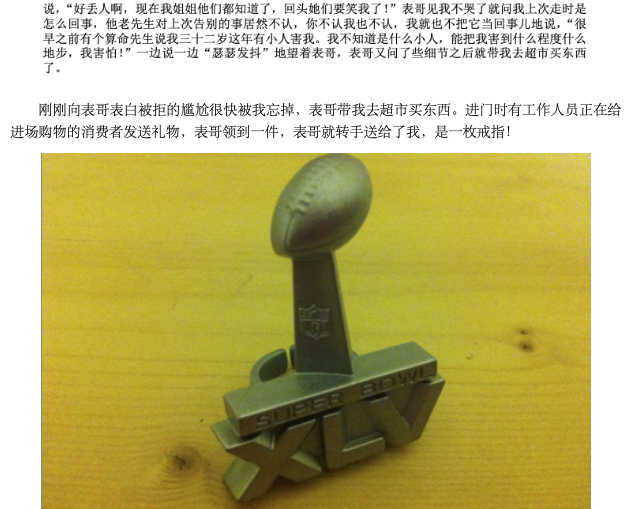 说，“好丢人啊，现在我姐姐他们都知道了，回头她们要笑我了！”表哥见我不哭了就问我上次走时是
怎么回事，他老先生对上次告别的事居然不认，你不认我也不认，我就也不把它当回事儿地说，“很
早之前有个算命先生说我三十二岁这年有小人害我。我不知道是什么小人，能把我害到什么程度什么
地步，我害怕！”一边说一边“瑟瑟发抖”地望着表哥，表哥又问了些细节之后就带我去超市买东西
了。
刚刚向表哥表白被拒的尴尬很快被我忘掉，表哥带我去超市买东西。进门时有工作人员正在给
进场购物的消费者发送礼物，表哥领到一件，表哥就转手送给了我，是一枚戒指！
NFL
SUPER BOWL
XLV